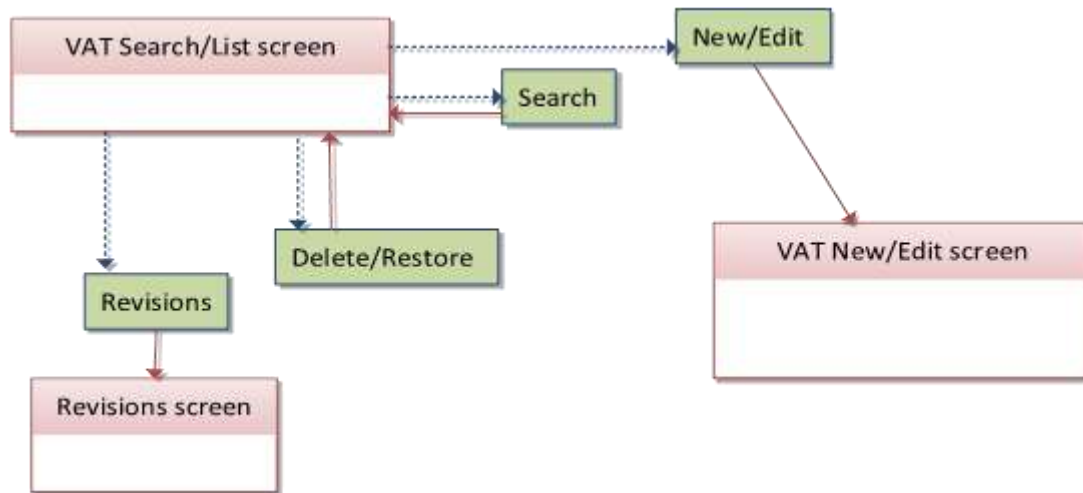 VAT Search/List screen
New/Edit
Search
Delete/Restore
VAT New/Edit screen
Revisions
Revisions screen